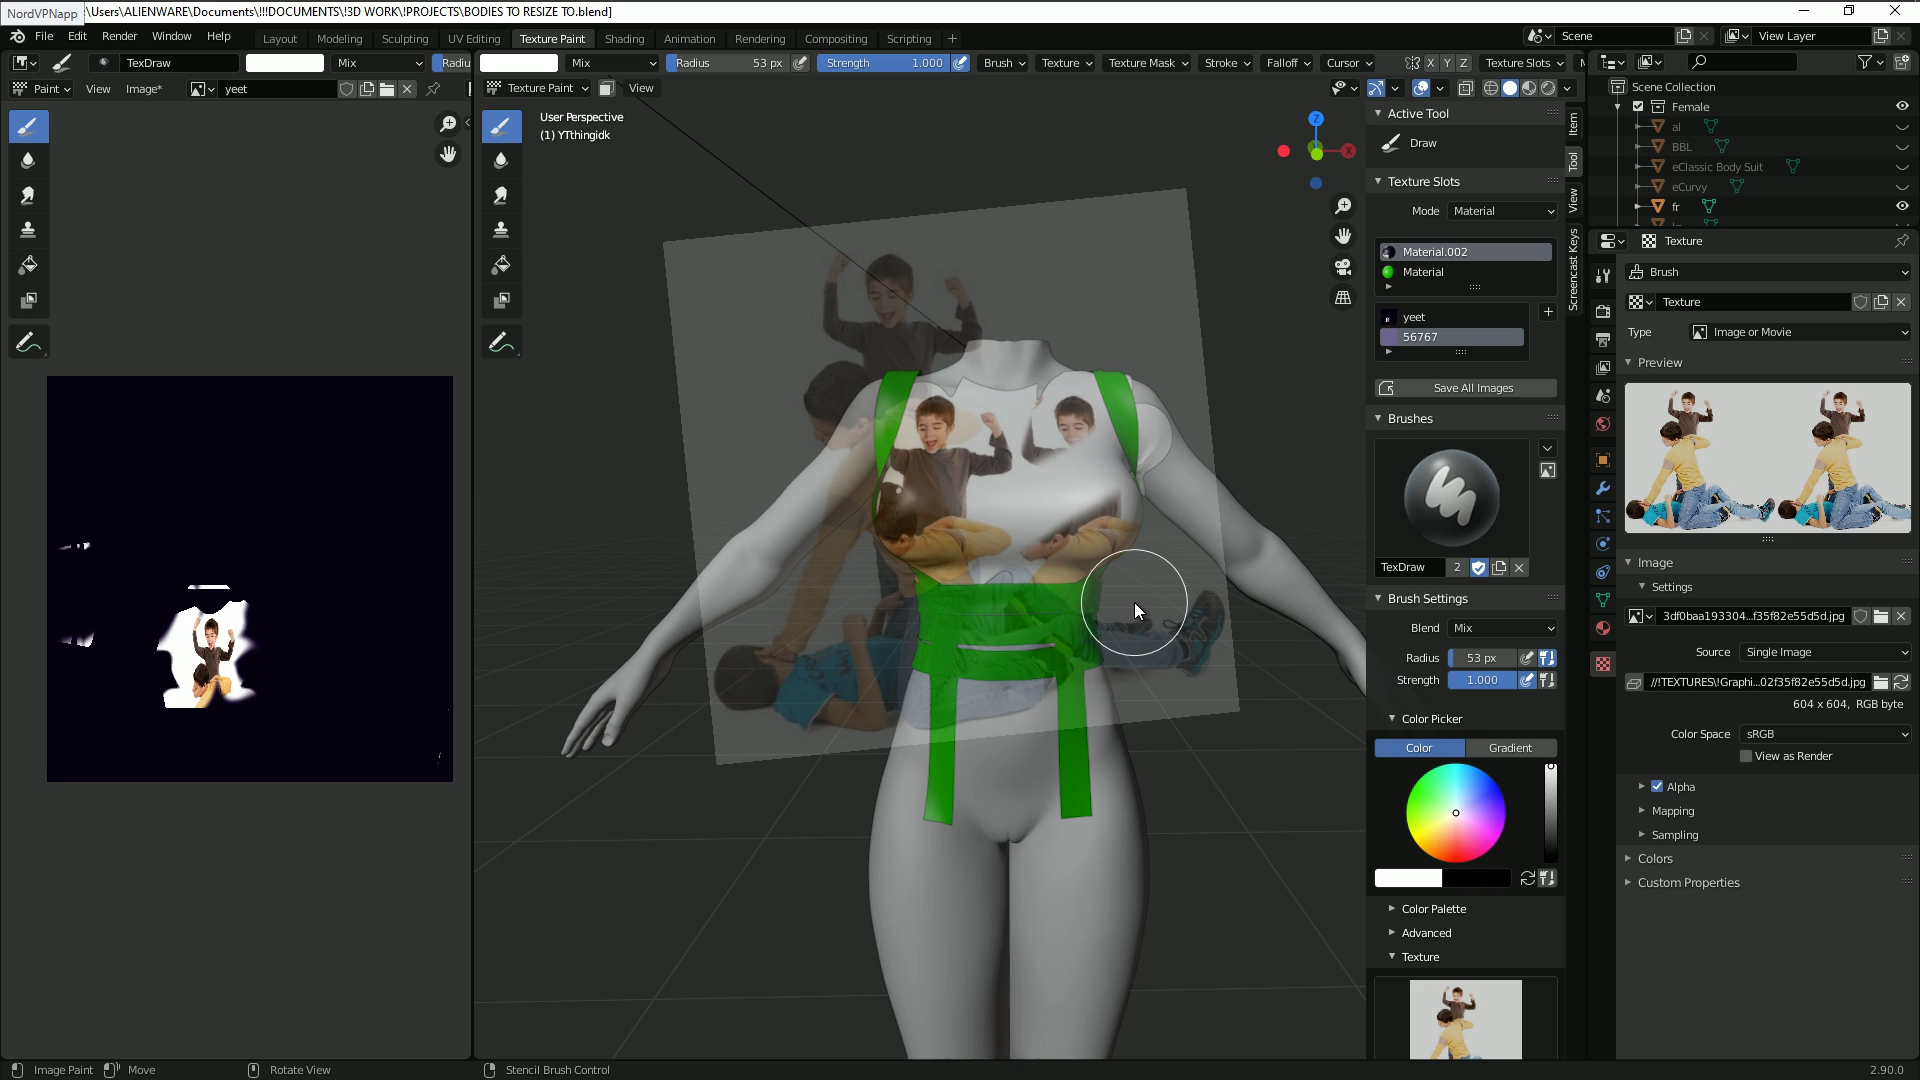 NordVPNapp
:\Users\ALIENWARE\Documents\!!!DOCUMENTS\!3D WORK\!PROJECTS\BODIES TO RESIZE TO.blend]
File Edit Render Window Help
Layout Modeling Sculpting UV Editing Texture Paint Shading Animation Rendering Compositing Scripting +
Scene
View Layer
TexDraw
Mix
Radiu
Mix
Radius 53 px
Strength 1.000
Brush
Texture
Texture Mask
Stroke
Falloff
Cursor
X Y Z
Texture Slots
Paint
View
Image*
yeet
Texture Paint
View
User Perspective
(1) YTthingidk
Z
X
Item
Tool
View
Screencast Keys
Active Tool
Draw
Texture Slots
Mode Material
Material.002
Material
yeet
56767
Save All Images
Brushes
TexDraw 2
Brush Settings
Blend Mix
Radius 53 px
Strength 1.000
Color Picker
Color Gradient
Color Palette
Advanced
Texture
Scene Collection
Female
al
BBL
eClassic Body Suit
eCurvy
fr
Texture
Brush
Texture
Type Image or Movie
Preview
Image
Settings
3df0baa193304...f35f82e55d5d.jpg
Source Single Image
//!TEXTURES\!Graphi...02f35f82e55d5d.jpg
604 x 604, RGB byte
Color Space sRGB
View as Render
Alpha
Mapping
Sampling
Colors
Custom Properties
Image Paint
Move
Rotate View
Stencil Brush Control
2.90.0